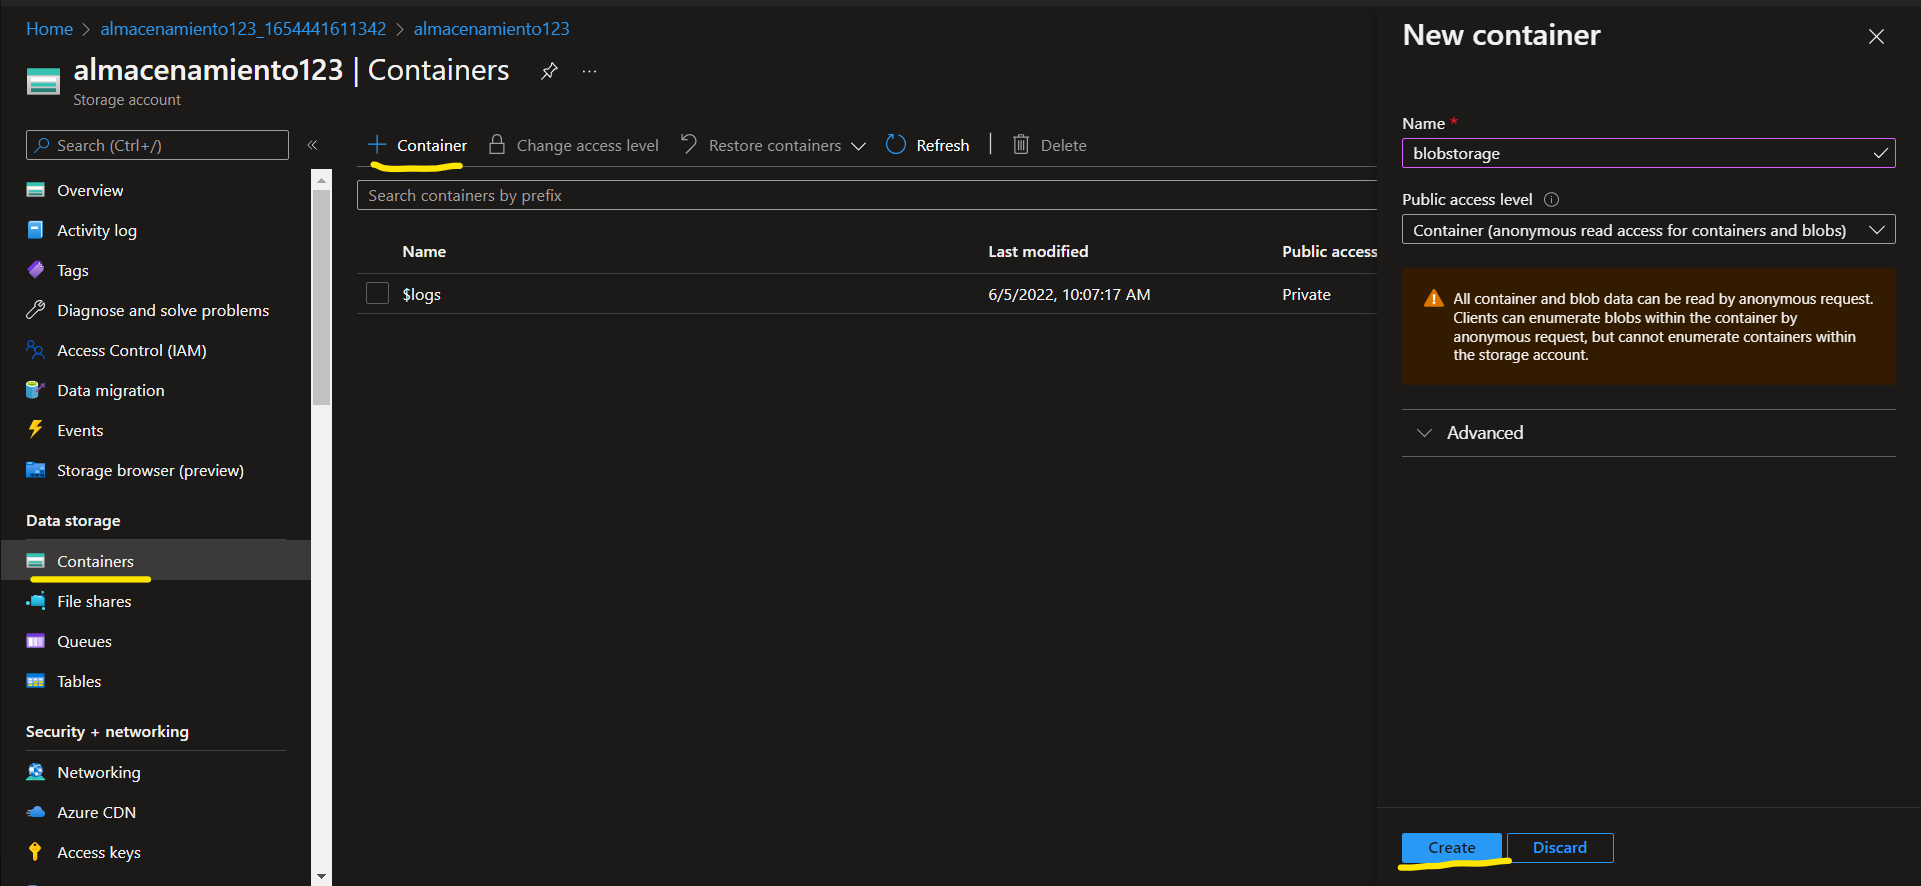 Home > almacenamiento123_1654441611342 > almacenamiento123
almacenamiento123 | Containers
Storage account
Search (Ctrl+/)
«
Overview
Activity log
Tags
Diagnose and solve problems
Access Control (IAM)
Data migration
Events
Storage browser (preview)
Data storage
Containers
File shares
Queues
Tables
Security + networking
Networking
Azure CDN
Access keys
+ Container Change access level Restore containers Refresh | Delete
Search containers by prefix
Name Last modified Public access
$logs 6/5/2022, 10:07:17 AM Private
New container
Name *
blobstorage
Public access level
Container (anonymous read access for containers and blobs)
All container and blob data can be read by anonymous request.
Clients can enumerate blobs within the container by
anonymous request, but cannot enumerate containers within
the storage account.
Advanced
Create Discard